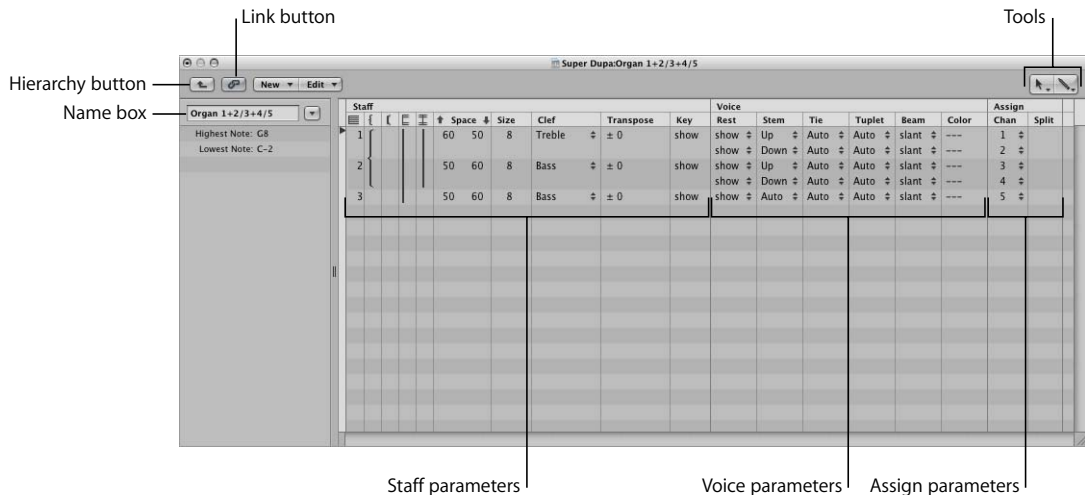 Link button
Tools
Super Dupa:Organ 1+2/3+4/5
Hierarchy button
New Edit
Name box
Organ 1+2/3+4/5
Staff Voice Assign
Space Size Clef Transpose Key Rest Stem Tie Tuplet Beam Color Chan Split
Highest Note: G8
1 60 50 8 Treble ± 0 show show Up Auto Auto slant --- 1
Lowest Note: C-2
show Down Auto Auto slant --- 2
2 50 60 8 Bass ± 0 show show Up Auto Auto slant --- 3
show Down Auto Auto slant --- 4
3 50 60 8 Bass ± 0 show show Auto Auto Auto slant --- 5
Staff parameters
Voice parameters
Assign parameters